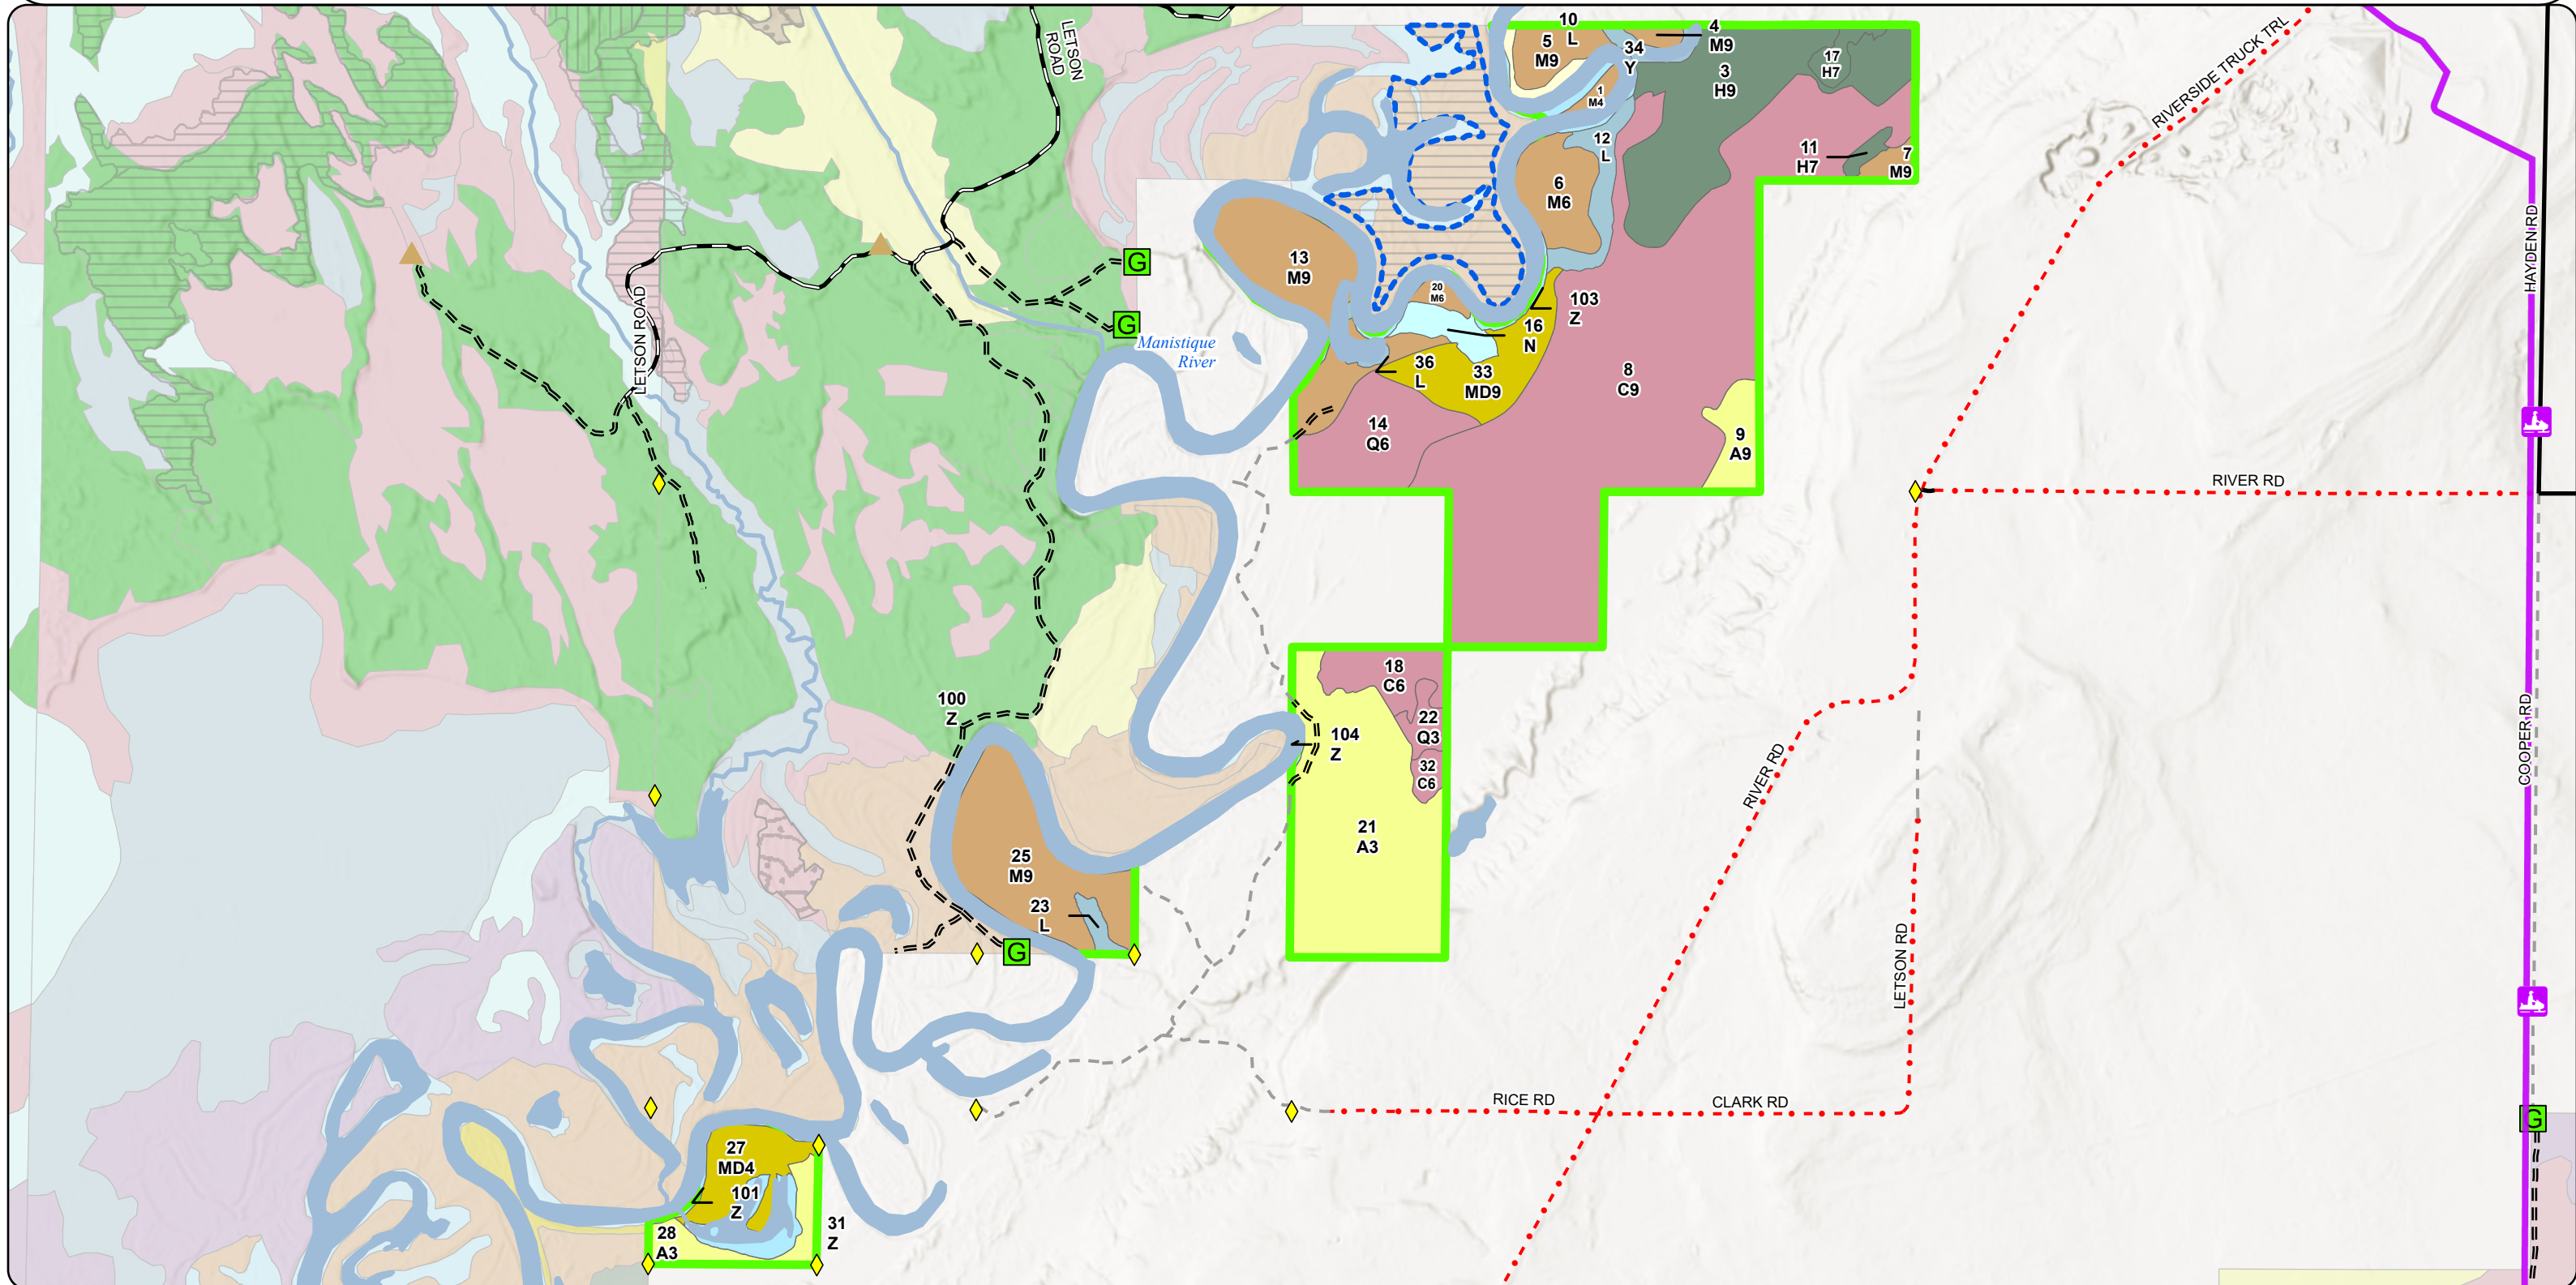 LETSON
ROAD
10
L
5
M9
34
Y
4
M9
3
H9
17
H7
RIVERSIDE TRUCK TRL
1
M4
12
L
11
H7
7
M9
6
M6
HAYDEN RD
G
13
M9
20
M6
103
Z
16
N
G
Manistique
River
LETSON ROAD
36
L
33
MD9
8
C9
14
Q6
9
A9
RIVER RD
18
C6
100
Z
22
Q3
104
Z
32
C6
RIVER RD
COOPER RD
21
A3
25
M9
23
L
G
LETSON RD
RICE RD
CLARK RD
G
27
MD4
101
Z
28
A3
31
Z